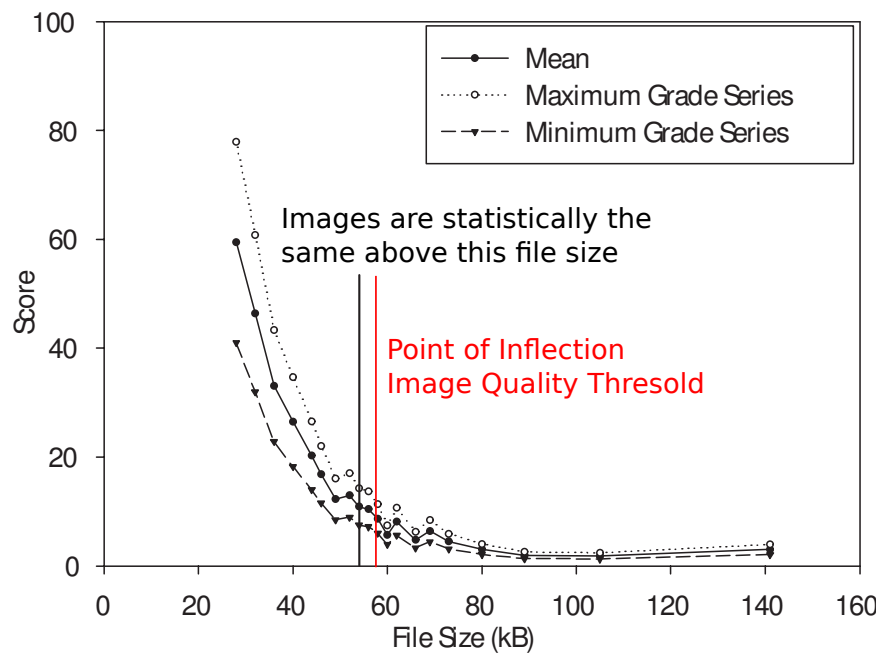 100
80
60
40
20
0
Score
Mean
Maximum Grade Series
Minimum Grade Series
Images are statistically the
same above this file size
Point of Inflection
Image Quality Thresold
0 20 40 60 80 100 120 140 160
File Size (kB)